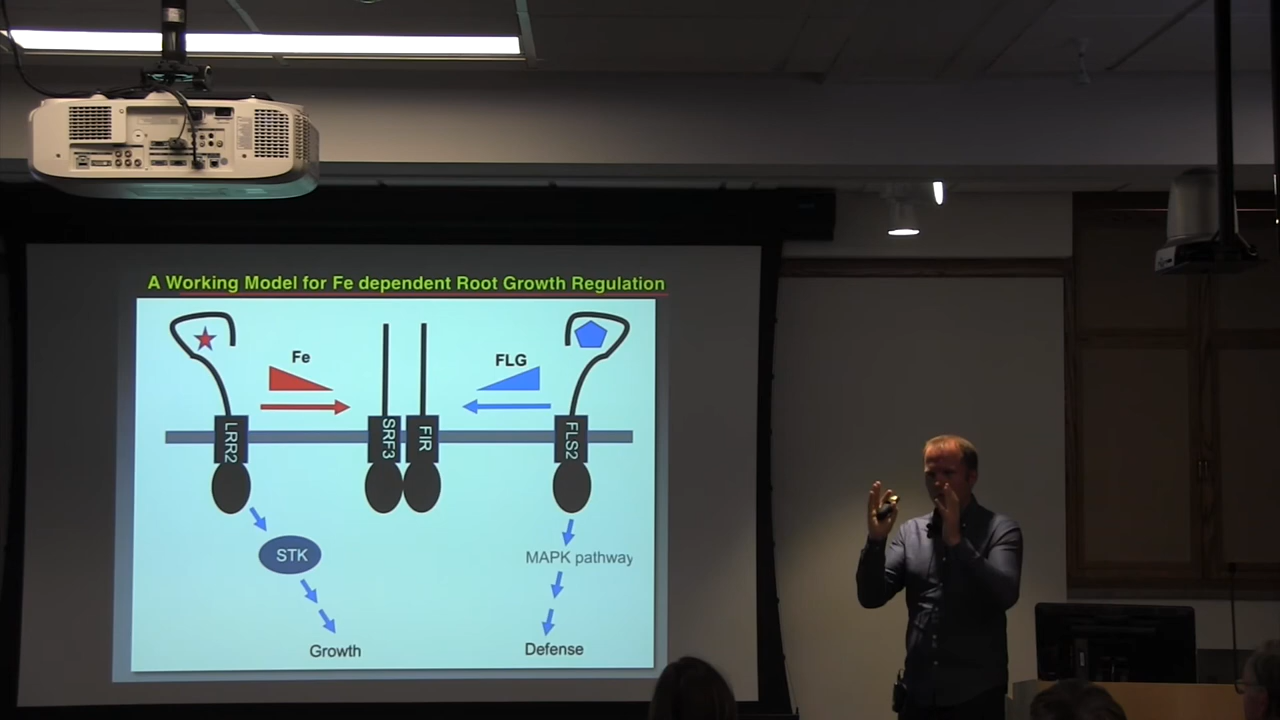 A Working Model for Fe dependent Root Growth Regulation
Fe
FLG
LRR2
SRF3
FIR
FLS2
STK
MAPK pathway
Growth
Defense